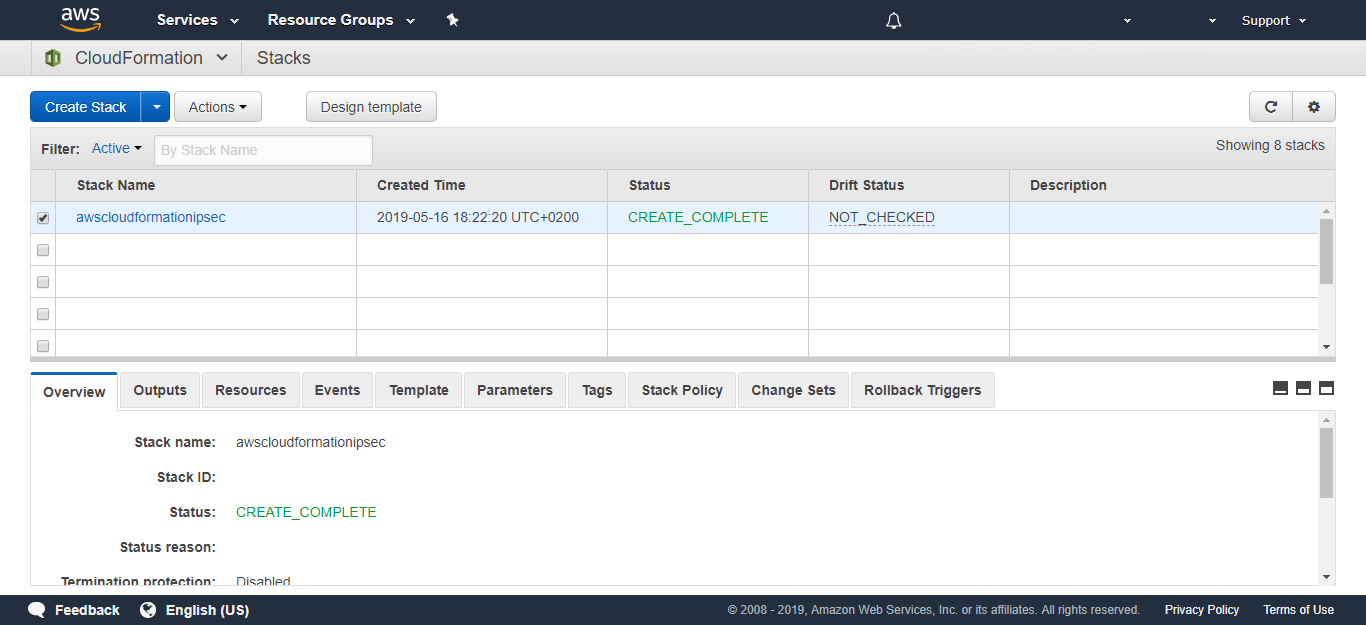 aws Services Resource Groups Support
CloudFormation Stacks
Create Stack Actions Design template
Filter: Active By Stack Name Showing 8 stacks
Stack Name Created Time Status Drift Status Description
awscloudformationipsec 2019-05-16 18:22:20 UTC+0200 CREATE_COMPLETE NOT_CHECKED
Overview Outputs Resources Events Template Parameters Tags Stack Policy Change Sets Rollback Triggers
Stack name: awscloudformationipsec
Stack ID:
Status: CREATE_COMPLETE
Status reason:
Termination protection: Disabled
Feedback English (US) © 2008 - 2019, Amazon Web Services, Inc. or its affiliates. All rights reserved. Privacy Policy Terms of Use